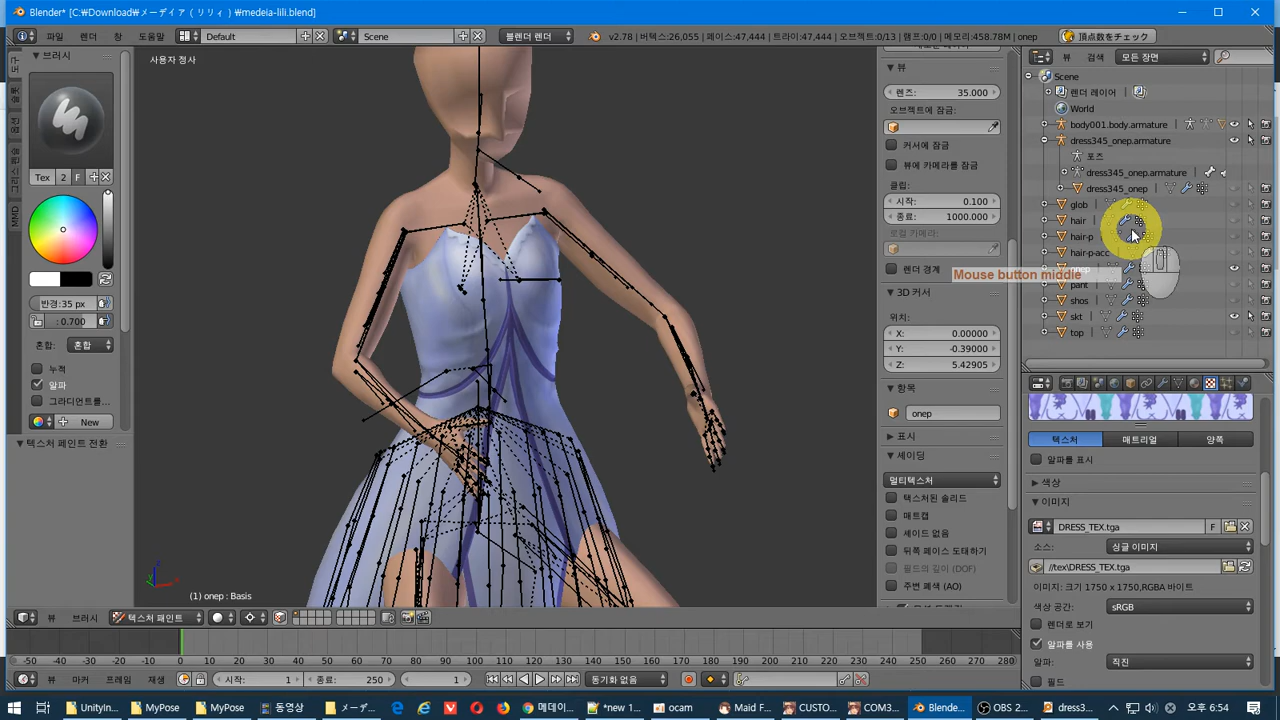 Blender* [C:₩Download₩メーデイア ( リリィ )₩medeia-lili.blend]
파일 렌더 창 도움말 Default Scene 블렌더 렌더 v2.78 | 버텍스:26,055 | 페이스:47,444 | 트라이:47,444 | 오브젝트:0/13 | 램프:0/0 | 메모리:458.78M | onep 頂点数をチェック
브러시
사용자 정사
Tex 2 F
반경:35 px
: 0.700
혼합: 혼합
누적
알파
그라디언트를...
New
텍스처 페인트 전환
MMD
(1) onep : Basis
뷰
렌즈: 35.000
오브젝트에 잠금:
커서에 잠금
뷰에 카메라를 잠금
클립:
시작: 0.100
종료: 1000.000
로컬 카메라:
렌더 경계
3D 커서
위치:
X: 0.00000
Y: -0.39000
Z: 5.42905
항목
onep
표시
셰이딩
멀티텍스처
텍스처된 솔리드
매트캡
셰이드 없음
뒤쪽 페이스 도태하기
필드의 깊이 (DOF)
주변 폐색 (AO)
뷰 검색 모든 장면
Scene
렌더 레이어
World
body001.body.armature
dress345_onep.armature
포즈
dress345_onep.armature
dress345_onep
glob
hair
hair-p
hair-p-acc
Mouse button middle
pant
shos
skt
top
텍스처 매트리얼 양쪽
알파를 표시
색상
이미지
DRESS_TEX.tga F
소스: 싱글 이미지
//tex\DRESS_TEX.tga
이미지: 크기 1750 x 1750,RGBA 바이트
색상 공간: sRGB
렌더로 보기
알파를 사용
알파: 직진
필드
뷰 브러시 텍스처 페인트
-50 -40 -30 -20 -10 0 10 20 30 40 50 60 70 80 90 100 110 120 130 140 150 160 170 180 190 200 210 220 230 240 250 260 270 280
뷰 마커 프레임 재생 시작: 1 종료: 250 1 동기화 없음
UnityIn... MyPose MyPose 동영상 メーデ... 메데이... *new 1... ocam Maid F... CUSTO... COM3... Blende... OBS 2... dress3... 오후 6:54